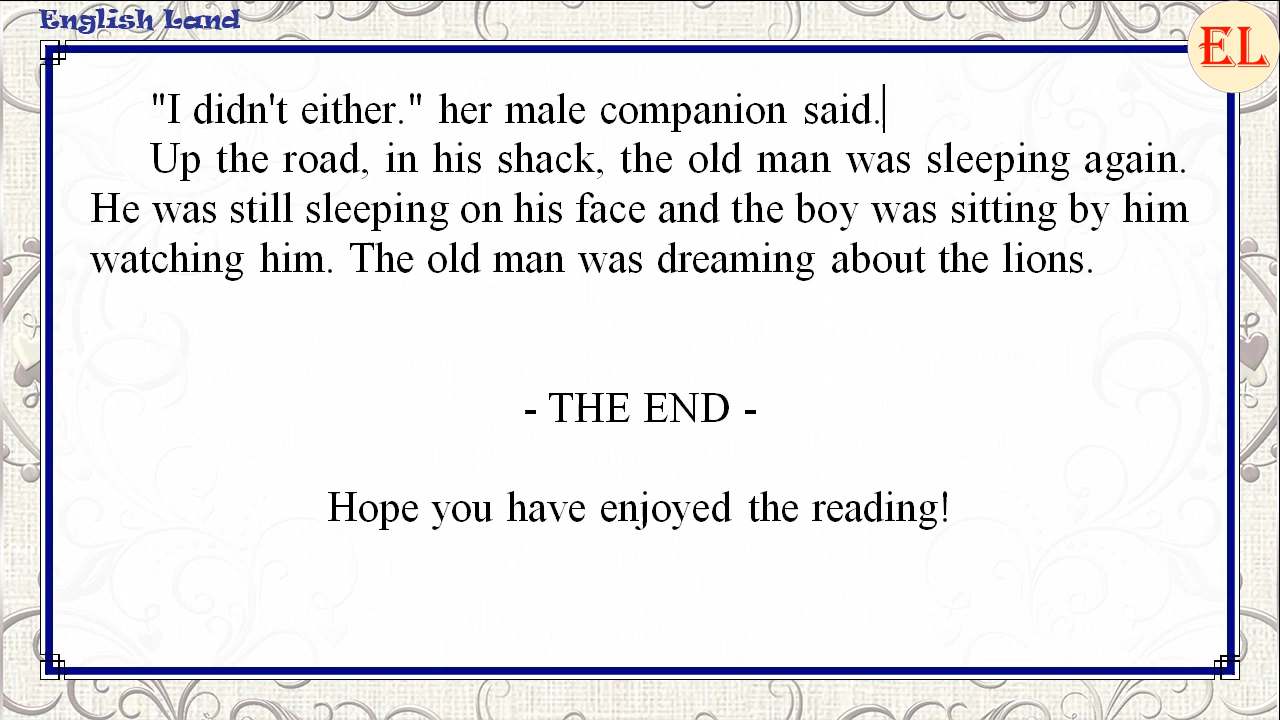 English Land
EL
"I didn't either." her male companion said.
Up the road, in his shack, the old man was sleeping again.
He was still sleeping on his face and the boy was sitting by him
watching him. The old man was dreaming about the lions.
- THE END -
Hope you have enjoyed the reading!